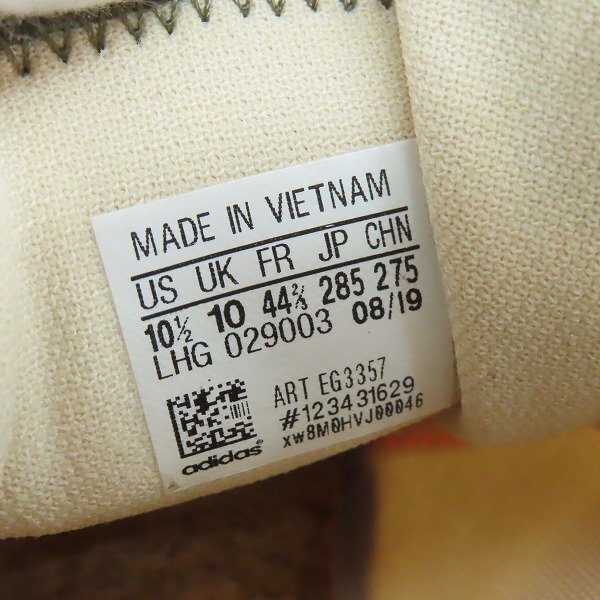 MADE IN VIETNAM
US UK FR JP CHN
10½ 10 44⅔ 285 275
LHG 029003 08/19
ART EG3357
#123431629
xw8M0HVJ00046
adidas